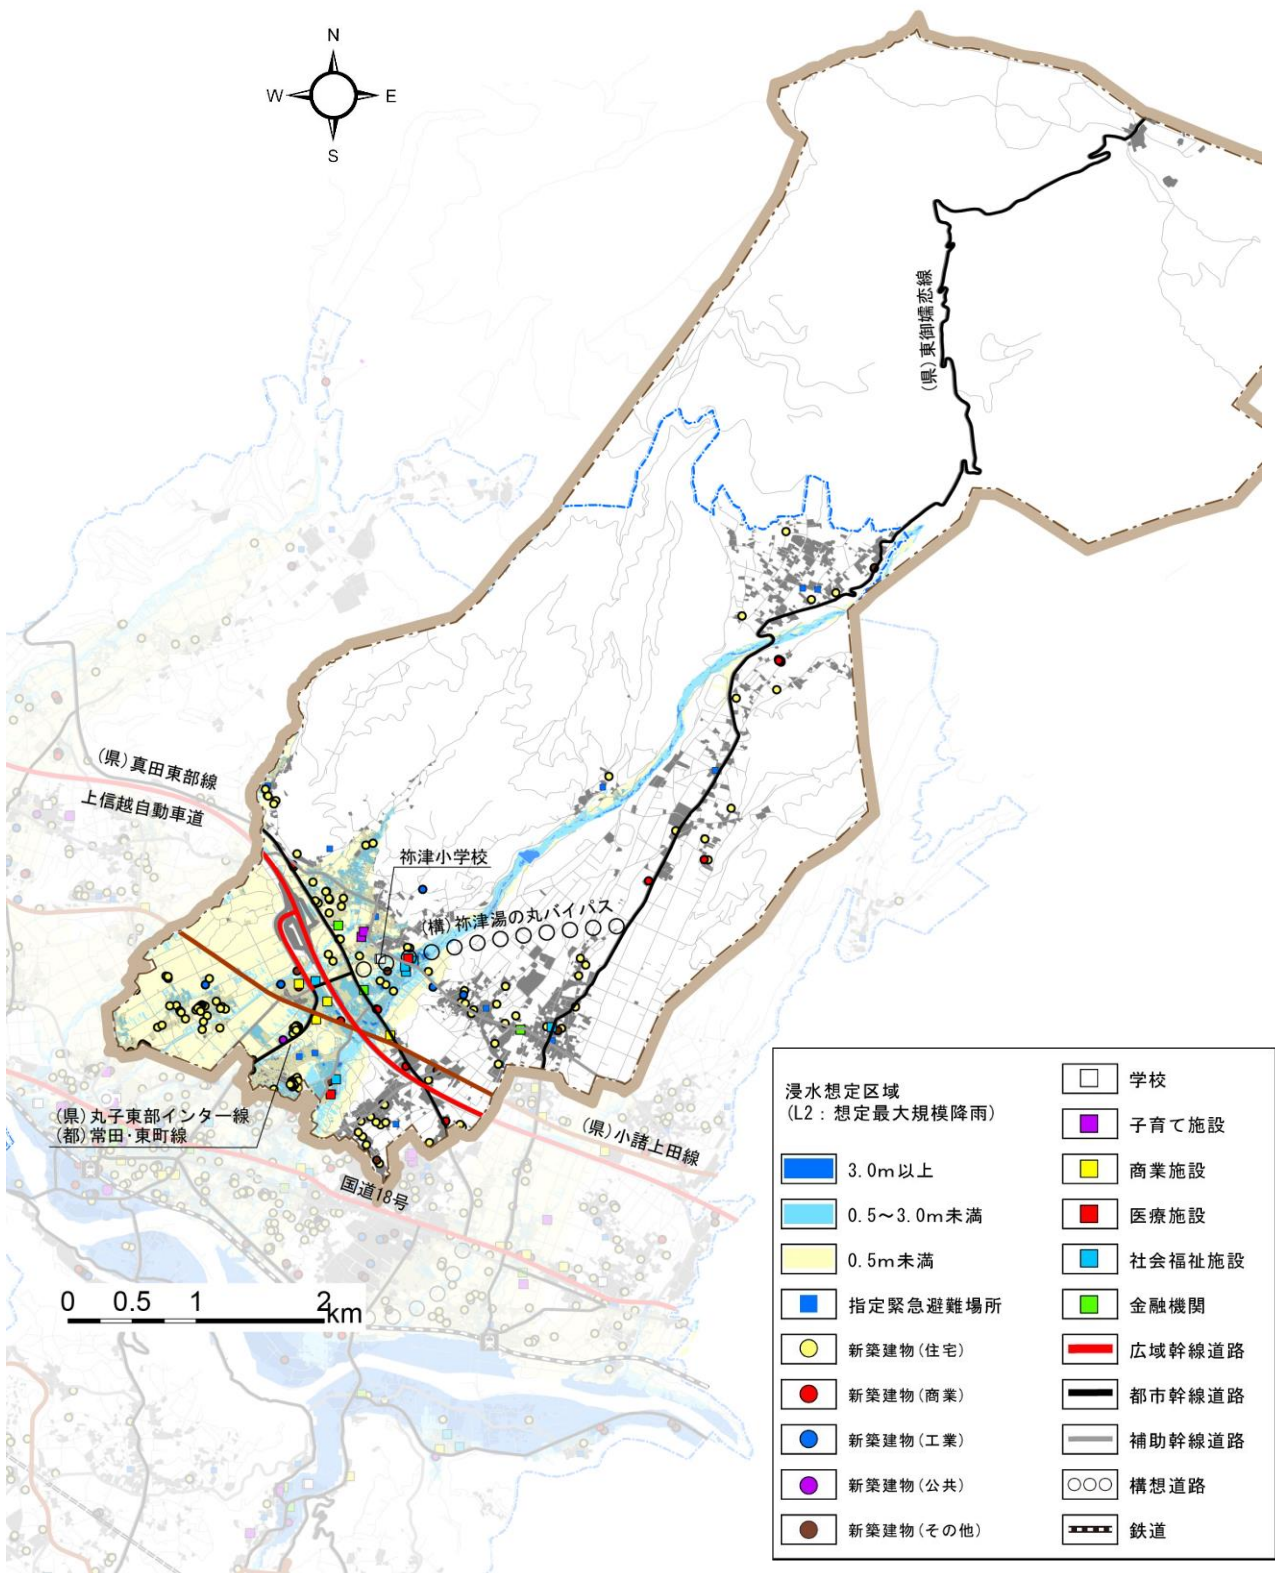 N
W E
S
(県)東御嬬恋線
(県)真田東部線
上信越自動車道
祢津小学校
(構)祢津湯の丸バイパス
(県)丸子東部インター線
(都)常田・東町線
(県)小諸上田線
国道18号
0 0.5 1 2km
浸水想定区域
(L2：想定最大規模降雨)
3.0m以上
0.5～3.0m未満
0.5m未満
指定緊急避難場所
新築建物(住宅)
新築建物(商業)
新築建物(工業)
新築建物(公共)
新築建物(その他)
学校
子育て施設
商業施設
医療施設
社会福祉施設
金融機関
広域幹線道路
都市幹線道路
補助幹線道路
構想道路
鉄道